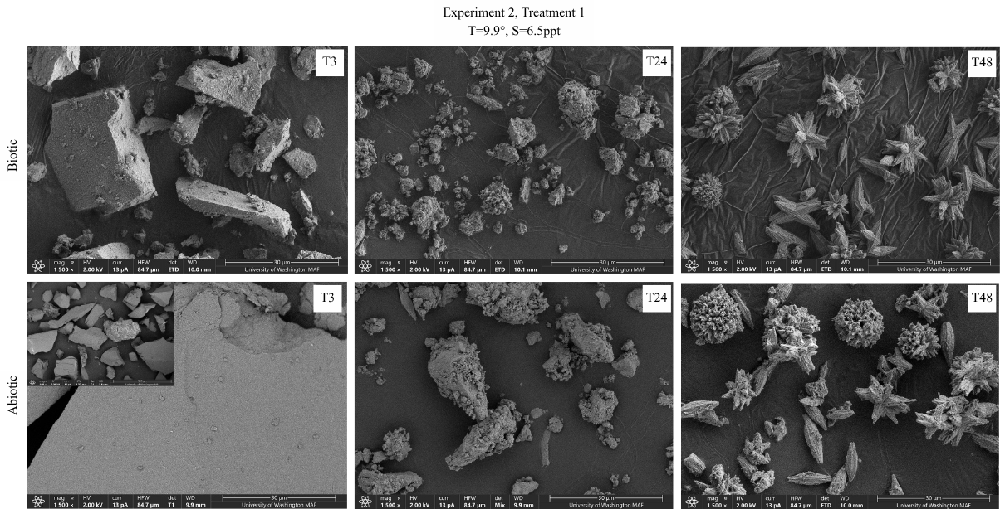 Experiment 2, Treatment 1
T=9.9°, S=6.5ppt
Biotic
T3
mag HV curr HFW det WD 30 µm
1 500 × 2.00 kV 13 pA 84.7 µm ETD 10.0 mm University of Washington MAF
T24
mag HV curr HFW det WD 30 µm
1 500 × 2.00 kV 13 pA 84.7 µm ETD 10.1 mm University of Washington MAF
T48
mag HV curr HFW det WD 30 µm
1 500 × 2.00 kV 13 pA 84.7 µm ETD 10.1 mm University of Washington MAF
Abiotic
T3
mag HV curr HFW det WD 30 µm
1 500 × 2.00 kV 13 pA 84.7 µm T1 9.9 mm University of Washington MAF
T24
mag HV curr HFW det WD 30 µm
1 500 × 2.00 kV 13 pA 84.7 µm Mix 9.9 mm University of Washington MAF
T48
mag HV curr HFW det WD 30 µm
1 500 × 2.00 kV 13 pA 84.7 µm ETD 10.0 mm University of Washington MAF